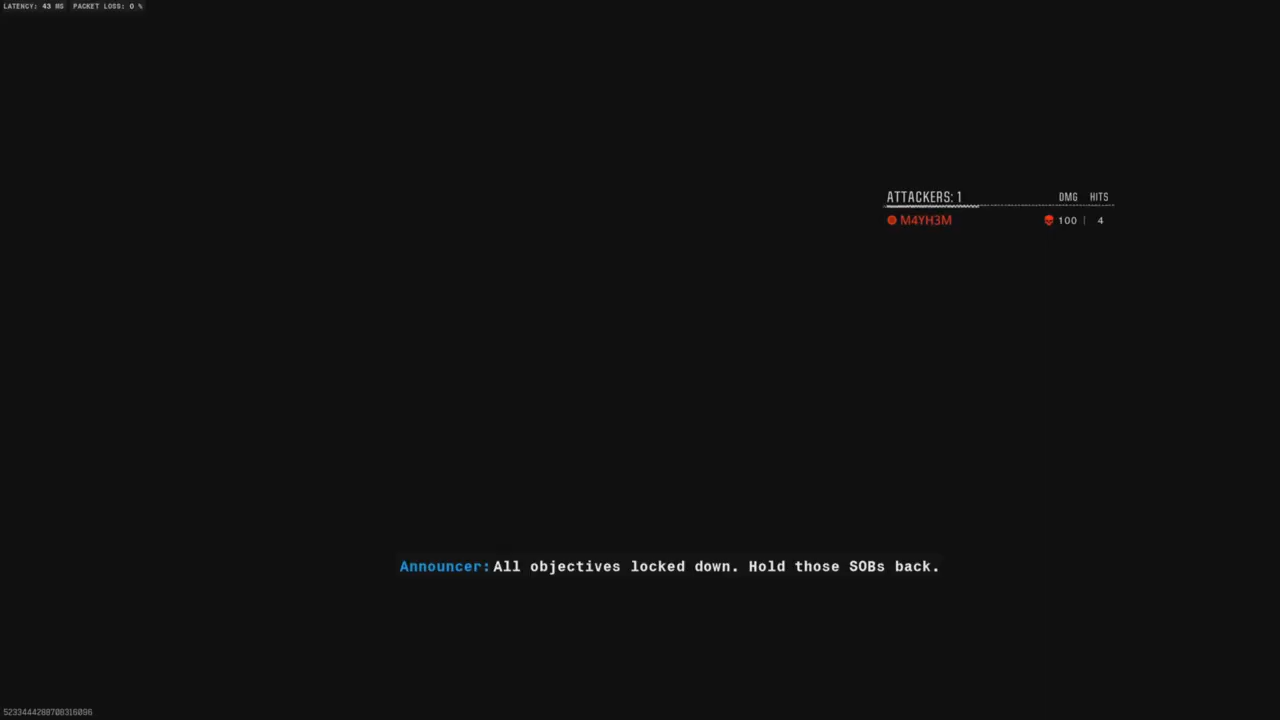 LATENCY: 43 MS PACKET LOSS: 0 %
ATTACKERS: 1 DMG HITS
M4YH3M 100 | 4
Announcer: All objectives locked down. Hold those SOBs back.